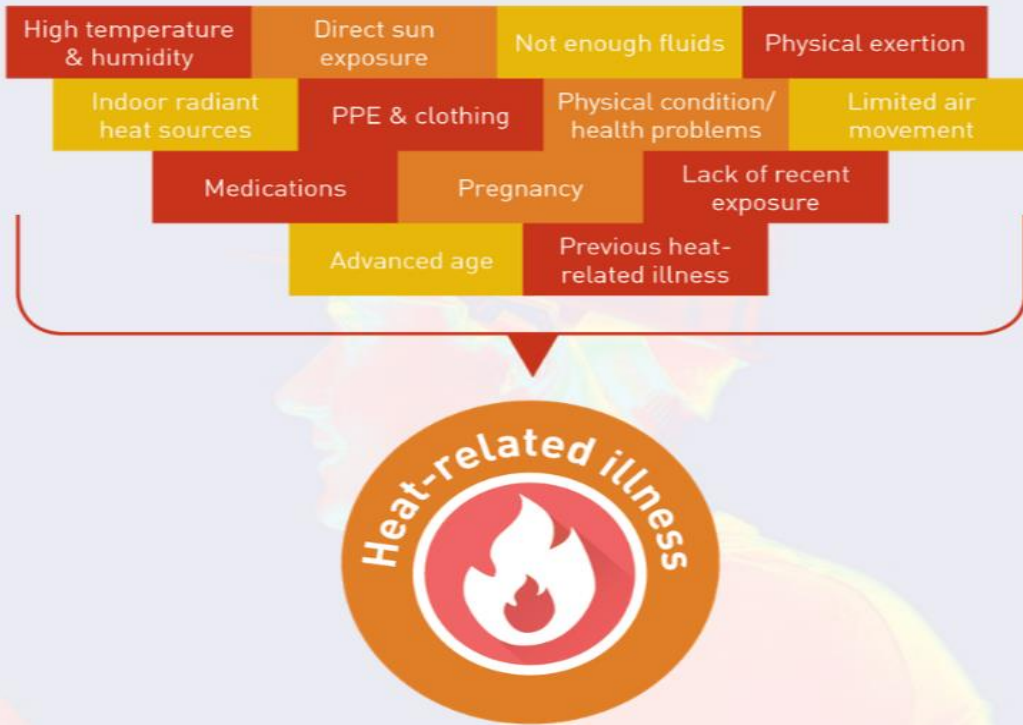 High temperature
& humidity
Direct sun
exposure
Not enough fluids
Physical exertion
Indoor radiant
heat sources
PPE & clothing
Physical condition/
health problems
Limited air
movement
Medications
Pregnancy
Lack of recent
exposure
Advanced age
Previous heat-
related illness
Heat-related illness